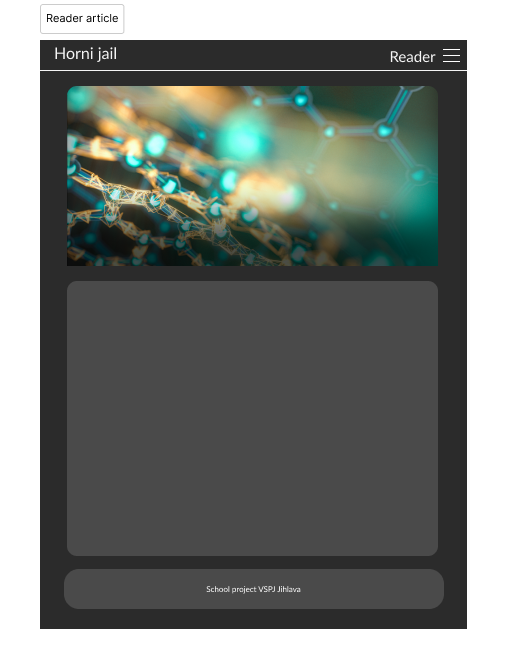 Reader article
Horni jail
Reader
School project VSPJ Jihlava